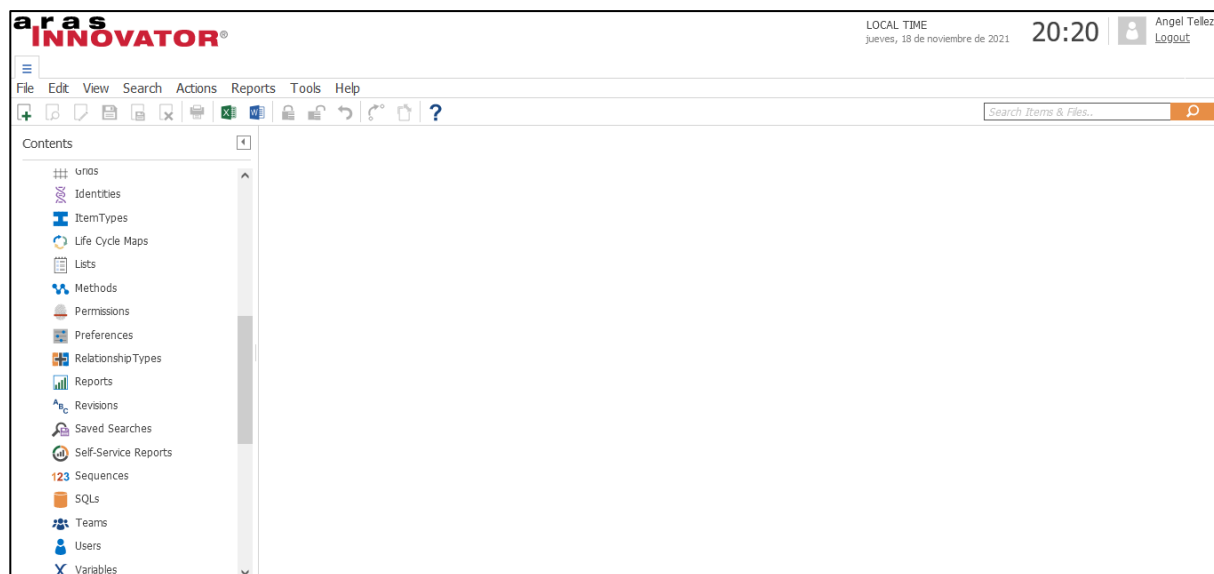 aras
INNOVATOR®
LOCAL TIME
jueves, 18 de noviembre de 2021
20:20
Angel Tellez
Logout
File Edit View Search Actions Reports Tools Help
Search Items & Files..
Contents
Grids
Identities
ItemTypes
Life Cycle Maps
Lists
Methods
Permissions
Preferences
RelationshipTypes
Reports
ABC Revisions
Saved Searches
Self-Service Reports
123 Sequences
SQLs
Teams
Users
Variables